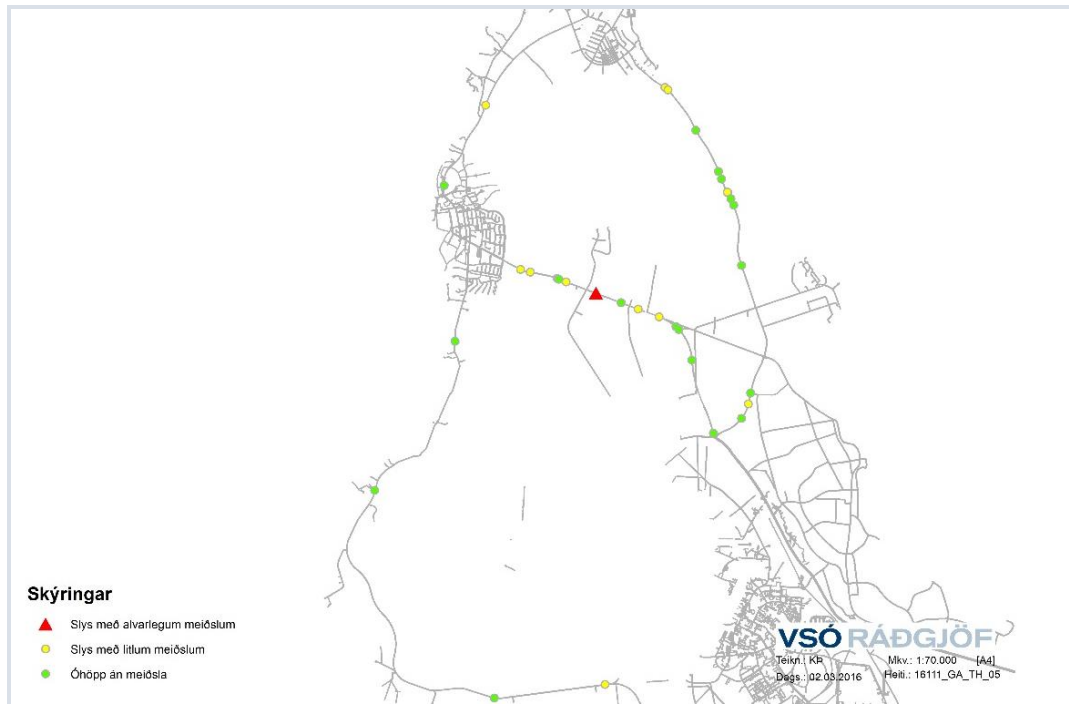 Skýringar
Slys með alvarlegum meiðslum
Slys með litlum meiðslum
Óhöpp án meiðsla
VSÓ RÁÐGJÖF
Teikn.: KÞ Mkv.: 1:70.000 [A4]
Dags.: 02.03.2016 Heiti.: 16111_GA_TH_05